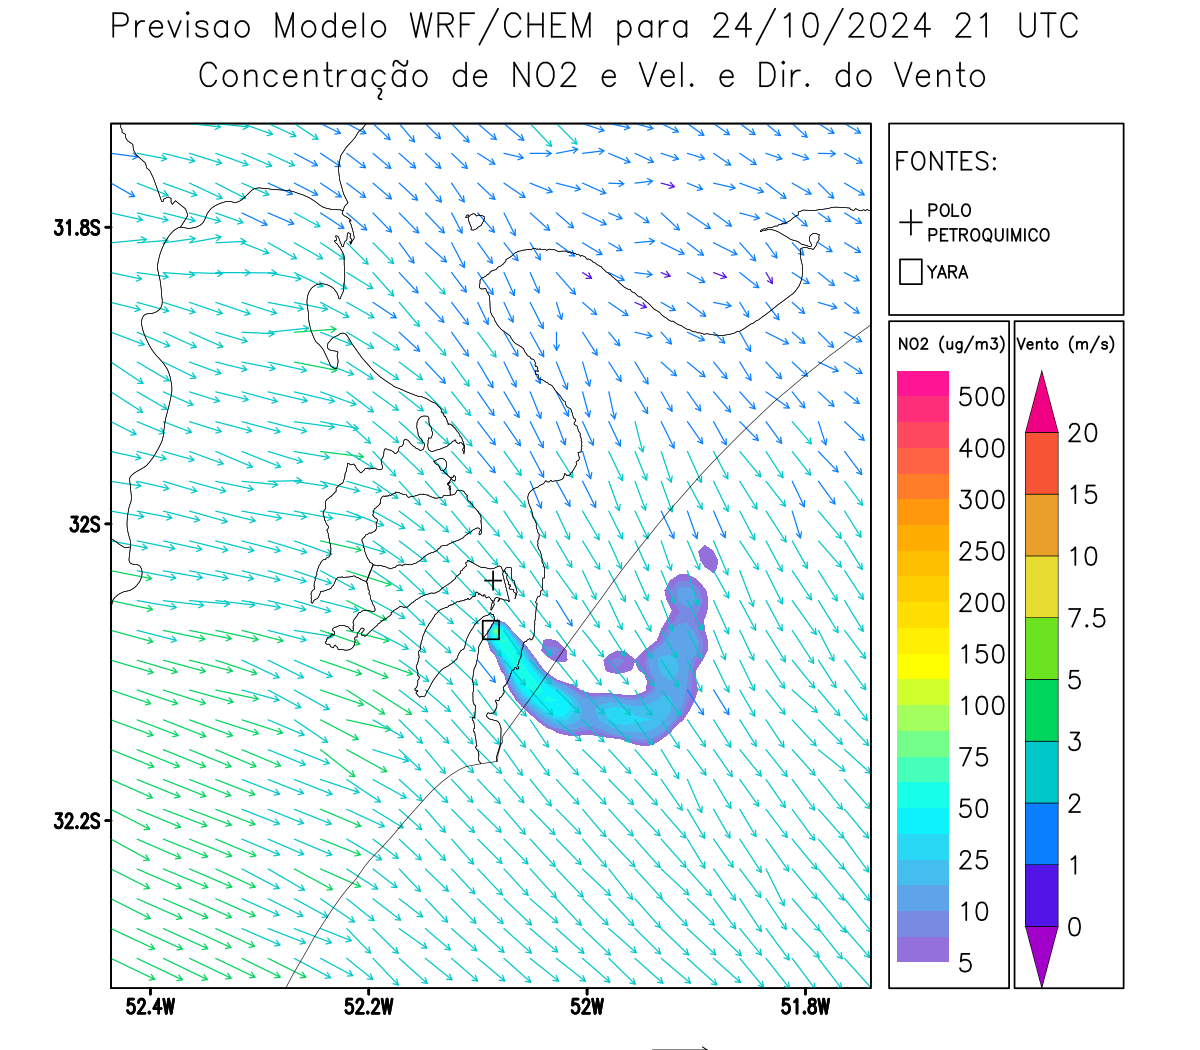 Previsao Modelo WRF/CHEM para 24/10/2024 21 UTC
Concentração de NO2 e Vel. e Dir. do Vento
FONTES:
POLO
PETROQUIMICO
YARA
31.8S
32S
32.2S
52.4W
52.2W
52W
51.8W
NO2 (ug/m3)
500
400
300
250
200
150
100
75
50
25
10
5
Vento (m/s)
20
15
10
7.5
5
3
2
1
0